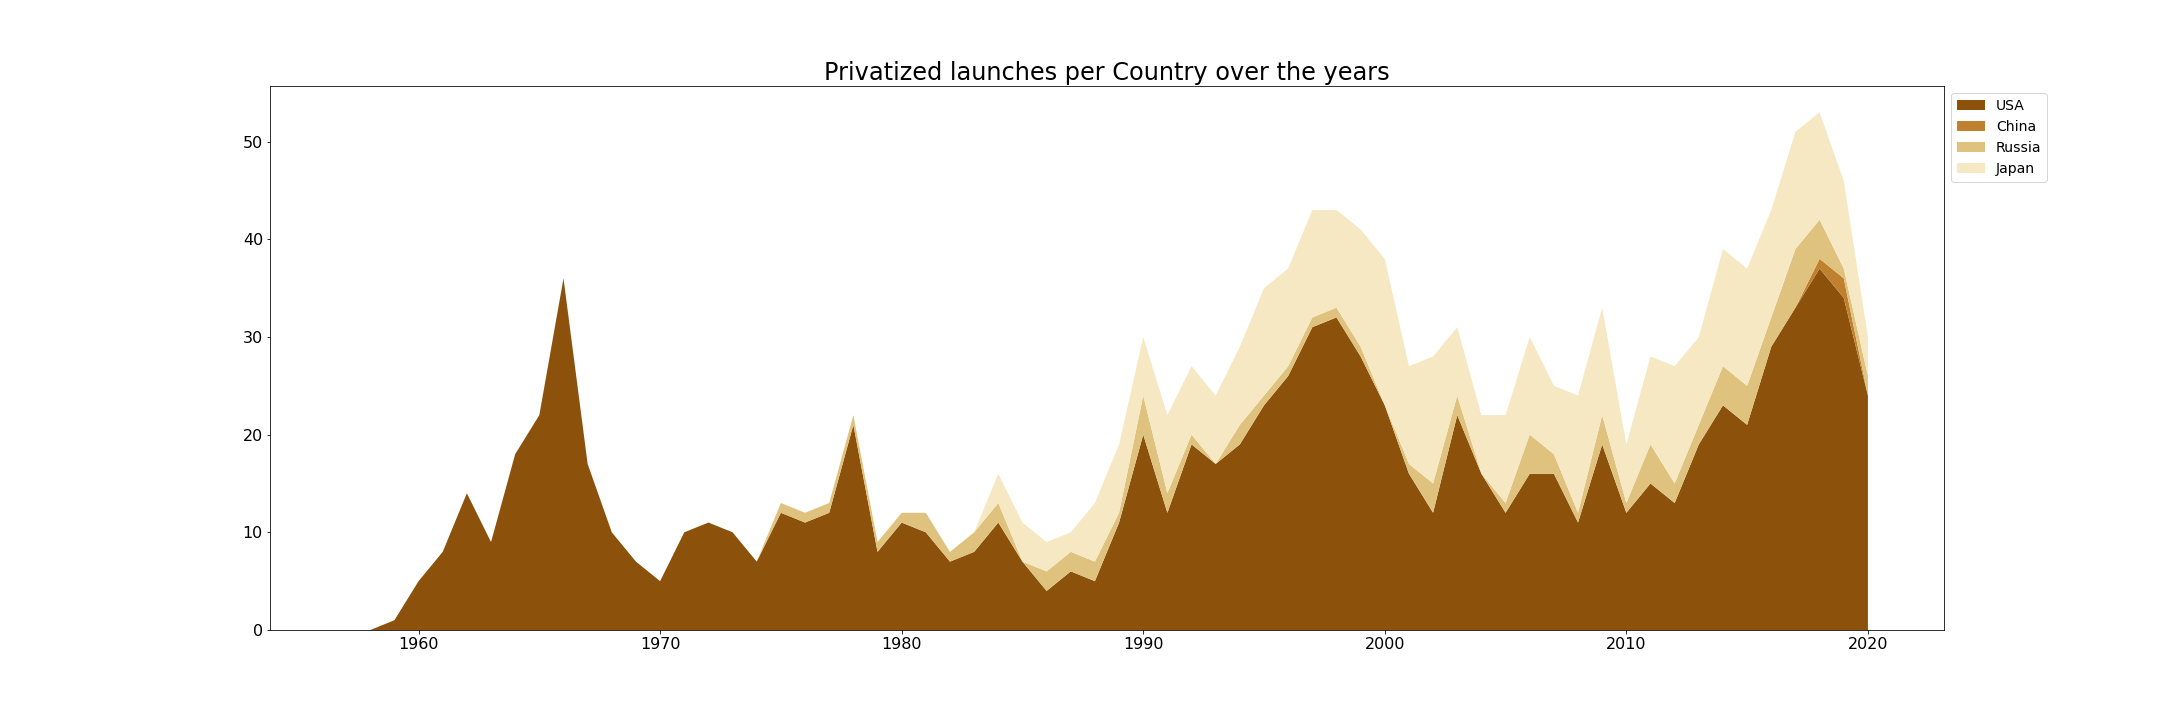 Privatized launches per Country over the years
USA
China
Russia
Japan
50
40
30
20
10
0
1960 1970 1980 1990 2000 2010 2020